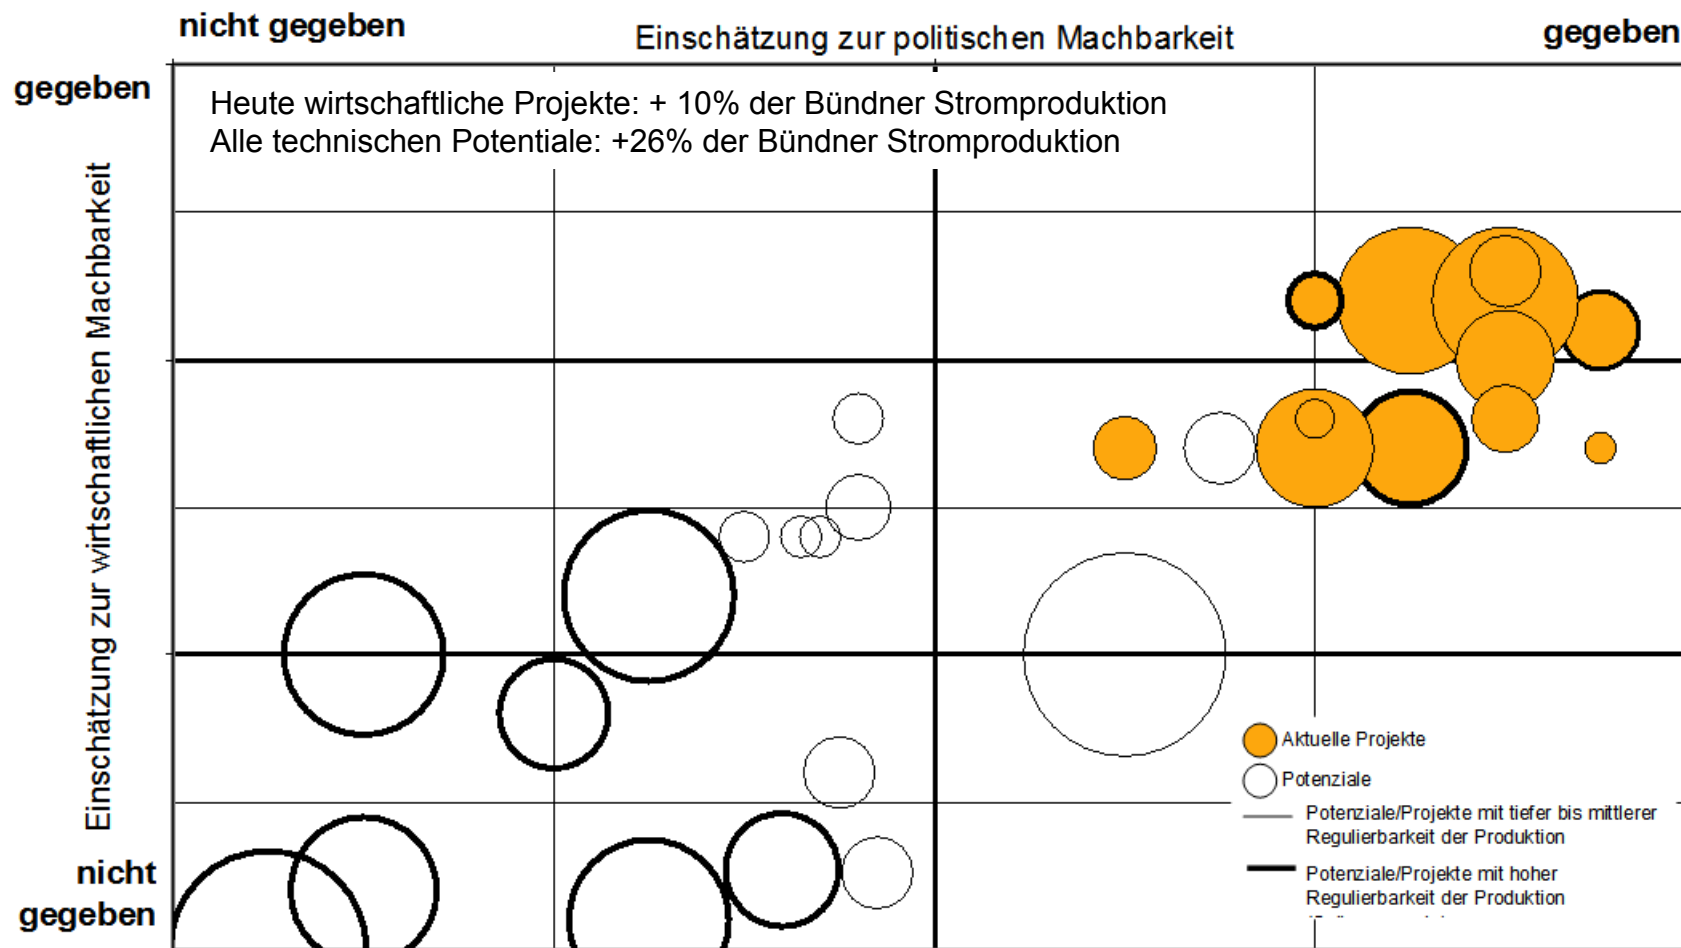 nicht gegeben
Einschätzung zur politischen Machbarkeit
gegeben
gegeben
Heute wirtschaftliche Projekte: + 10% der Bündner Stromproduktion
Alle technischen Potentiale: +26% der Bündner Stromproduktion
Einschätzung zur wirtschaftlichen Machbarkeit
Aktuelle Projekte
Potenziale
Potenziale/Projekte mit tiefer bis mittlerer
Regulierbarkeit der Produktion
Potenziale/Projekte mit hoher
Regulierbarkeit der Produktion
nicht
gegeben